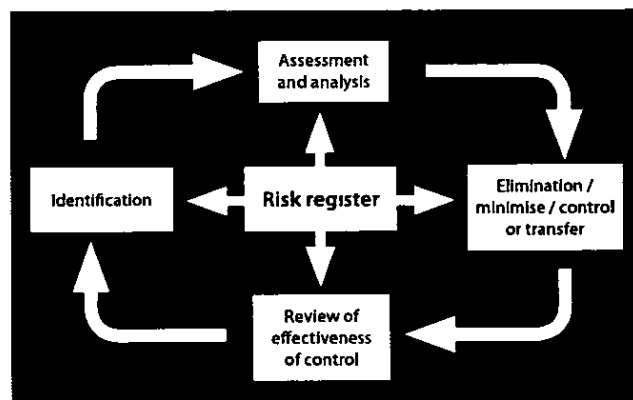 Assessment
and analysis
Identification
Risk register
Elimination /
minimise / control
or transfer
Review of
effectiveness
of control